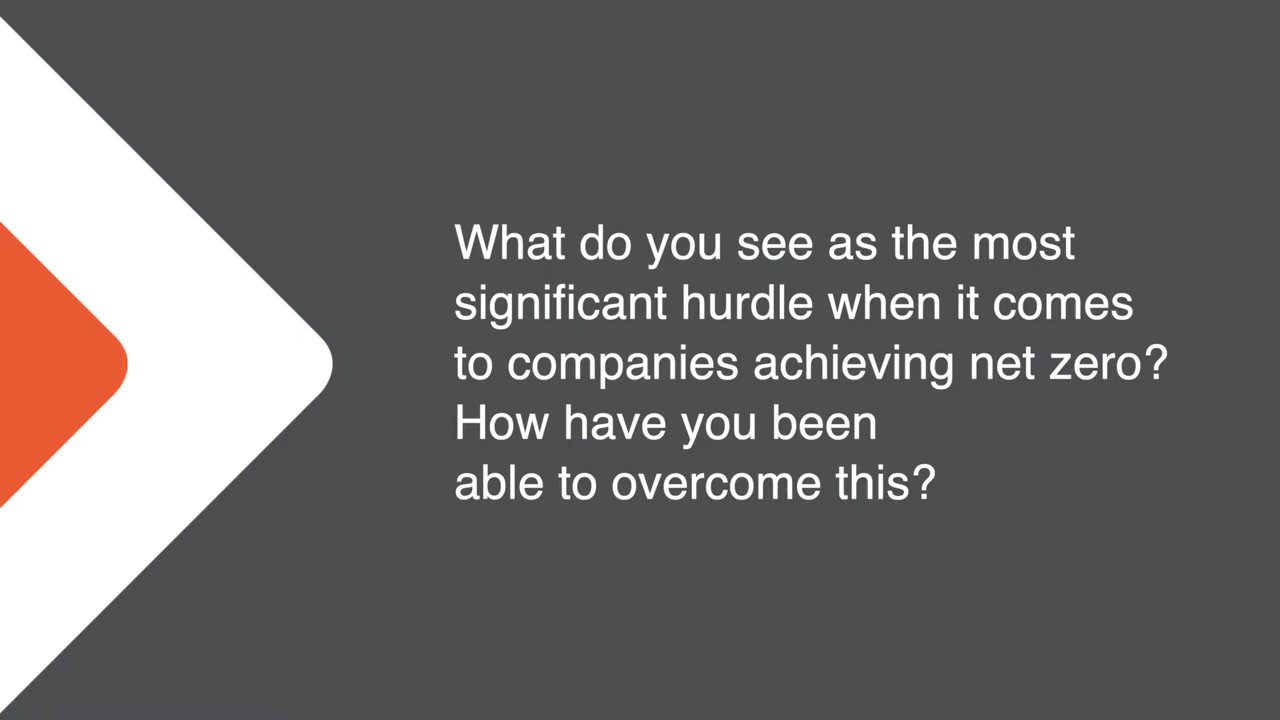 What do you see as the most
significant hurdle when it comes
to companies achieving net zero?
How have you been
able to overcome this?